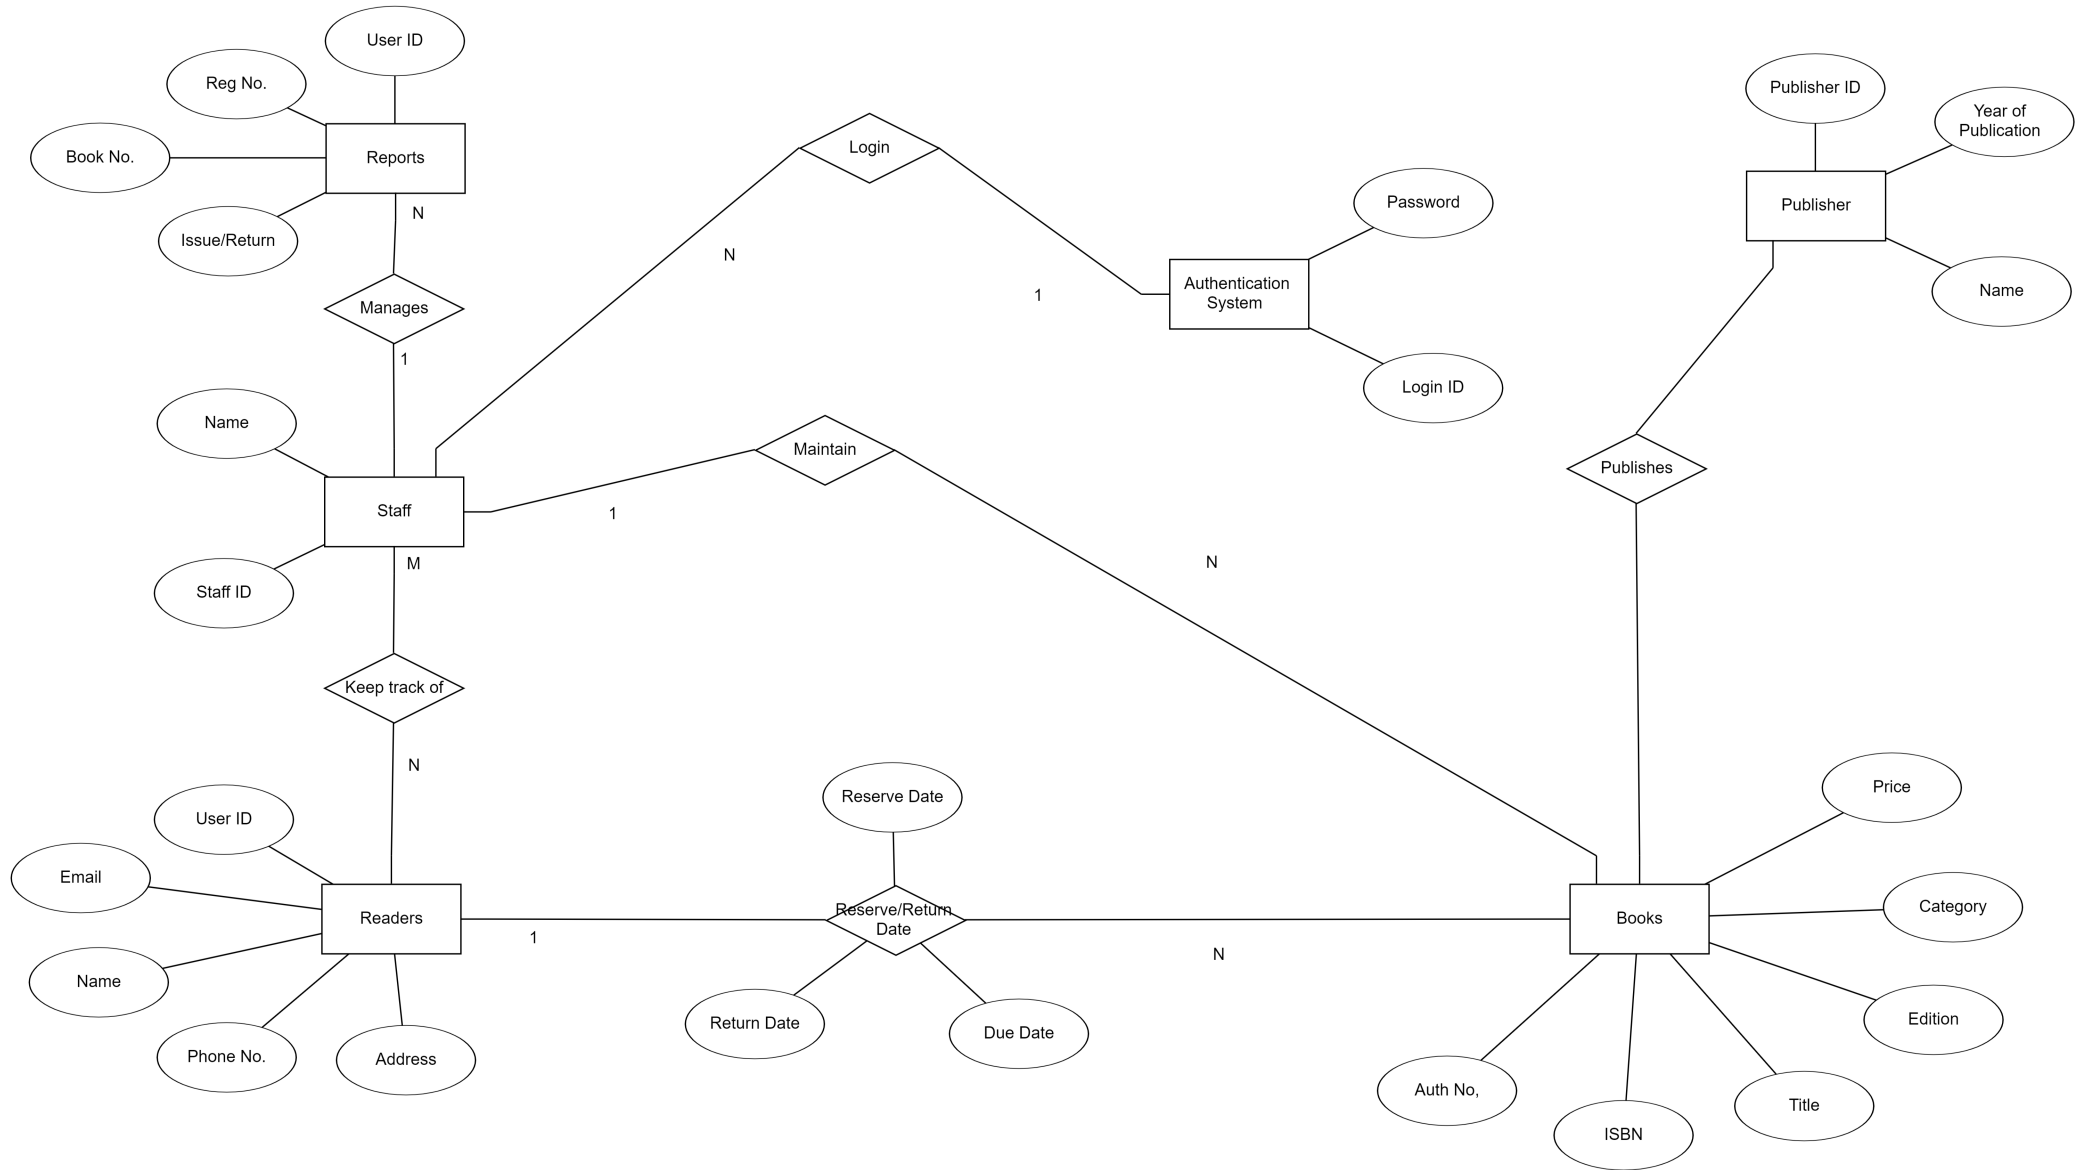 User ID
Reg No.
Book No.
Reports
Issue/Return
N
Manages
1
Login
N
1
Authentication
System
Password
Login ID
Publisher ID
Year of
Publication
Publisher
Name
Publishes
Name
Staff
Staff ID
M
1
Maintain
N
Keep track of
N
User ID
Email
Readers
Name
Phone No.
Address
1
Reserve Date
Reserve/Return
Date
Return Date
Due Date
N
Books
Price
Category
Edition
Title
ISBN
Auth No,